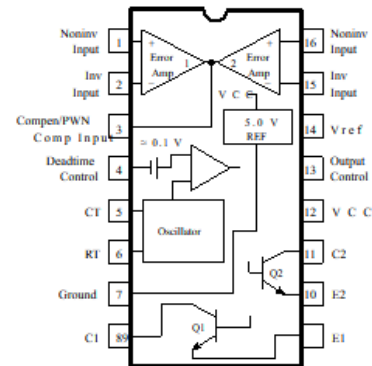 Noninv
Input
1
+
Error
Amp
1
2
+
Error
Amp
16
Noninv
Input
Inv
Input
2
-
-
15
Inv
Input
V C C
Compen/PWN
Comp Input
3
≈ 0.1 V
5.0 V
REF
14
Vref
Deadtime
Control
4
13
Output
Control
CT
5
Oscillator
12
V C C
RT
6
11
C2
Q2
Ground
7
10
E2
C1
89
Q1
E1